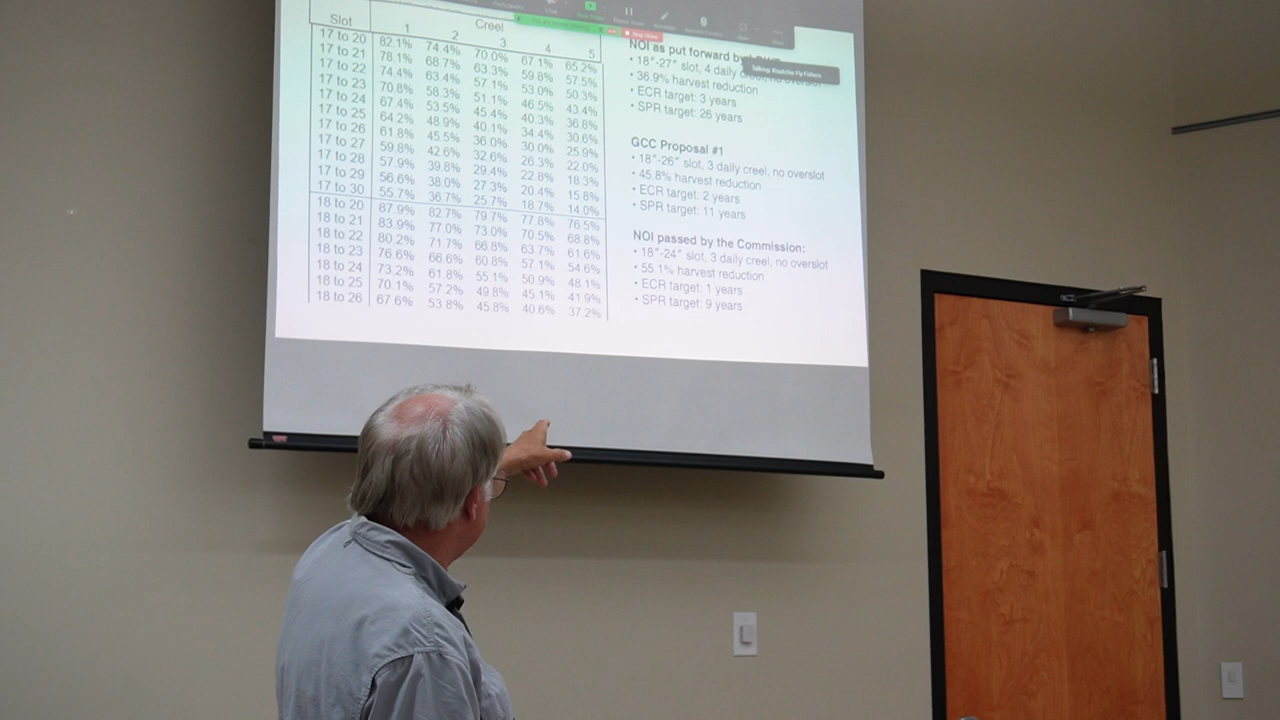 Slot Creel
1 2 3 4 5
17 to 20 82.1% 74.4% 70.0% 67.1% 65.2%
17 to 21 78.1% 68.7% 63.3% 59.8% 57.5%
17 to 22 74.4% 63.4% 57.1% 53.0% 50.3%
17 to 23 70.8% 58.3% 51.1% 46.5% 43.4%
17 to 24 67.4% 53.5% 45.4% 40.3% 36.8%
17 to 25 64.2% 48.9% 40.1% 34.4% 30.6%
17 to 26 61.8% 45.5% 36.0% 30.0% 25.9%
17 to 27 59.8% 42.6% 32.6% 26.3% 22.0%
17 to 28 57.9% 39.8% 29.4% 22.8% 18.3%
17 to 29 56.6% 38.0% 27.3% 20.4% 15.8%
17 to 30 55.7% 36.7% 25.7% 18.7% 14.0%
18 to 20 87.9% 82.7% 79.7% 77.8% 76.5%
18 to 21 83.9% 77.0% 73.0% 70.5% 68.8%
18 to 22 80.2% 71.7% 66.8% 63.7% 61.6%
18 to 23 76.6% 66.6% 60.8% 57.1% 54.6%
18 to 24 73.2% 61.8% 55.1% 50.9% 48.1%
18 to 25 70.1% 57.2% 49.8% 45.1% 41.9%
18 to 26 67.6% 53.8% 45.8% 40.6% 37.2%
NOI as put forward by
• 18"-27" slot, 4 daily creel, no overslot
• 36.9% harvest reduction
• ECR target: 3 years
• SPR target: 26 years
GCC Proposal #1
• 18"-26" slot, 3 daily creel, no overslot
• 45.8% harvest reduction
• ECR target: 2 years
• SPR target: 11 years
NOI passed by the Commission:
• 18"-24" slot, 3 daily creel, no overslot
• 55.1% harvest reduction
• ECR target: 1 years
• SPR target: 9 years